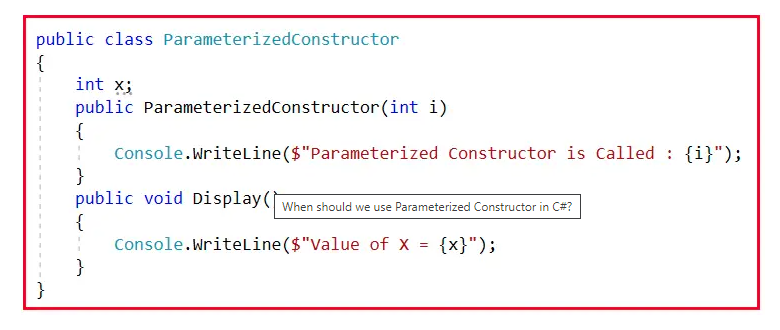 public class ParameterizedConstructor
{
    int x;
    public ParameterizedConstructor(int i)
    {
        Console.WriteLine($"Parameterized Constructor is Called : {i}");
    }
    public void Display(
When should we use Parameterized Constructor in C#?
    {
        Console.WriteLine($"Value of X = {x}");
    }
}